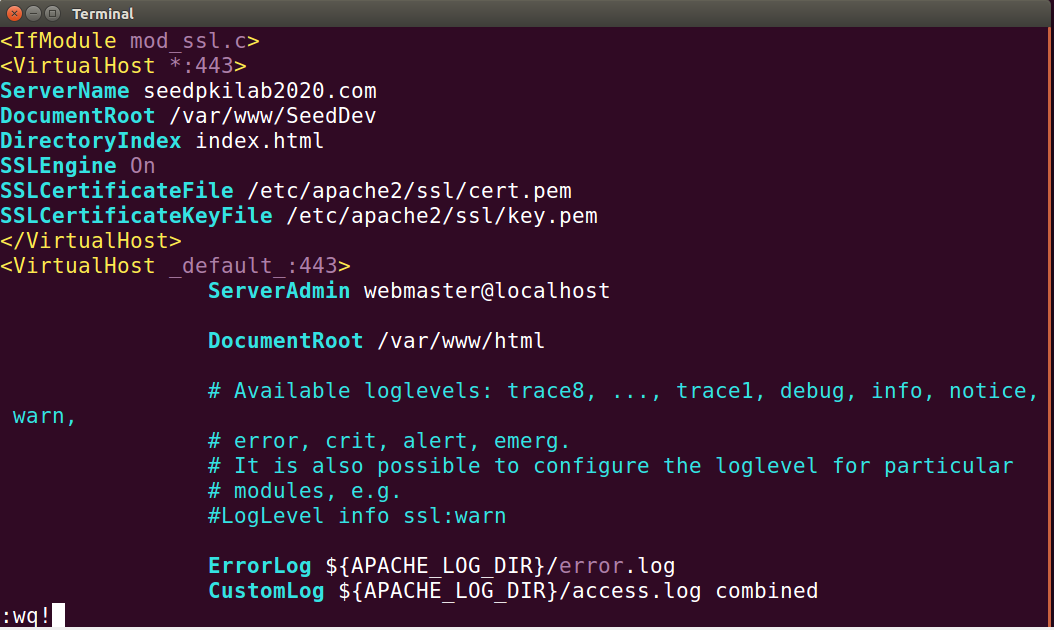 Terminal
<IfModule mod_ssl.c>
<VirtualHost *:443>
ServerName seedpkilab2020.com
DocumentRoot /var/www/SeedDev
DirectoryIndex index.html
SSLEngine On
SSLCertificateFile /etc/apache2/ssl/cert.pem
SSLCertificateKeyFile /etc/apache2/ssl/key.pem
</VirtualHost>
<VirtualHost _default_:443>
ServerAdmin webmaster@localhost
DocumentRoot /var/www/html
# Available loglevels: trace8, ..., trace1, debug, info, notice,
warn,
# error, crit, alert, emerg.
# It is also possible to configure the loglevel for particular
# modules, e.g.
#LogLevel info ssl:warn
ErrorLog ${APACHE_LOG_DIR}/error.log
CustomLog ${APACHE_LOG_DIR}/access.log combined
:wq!